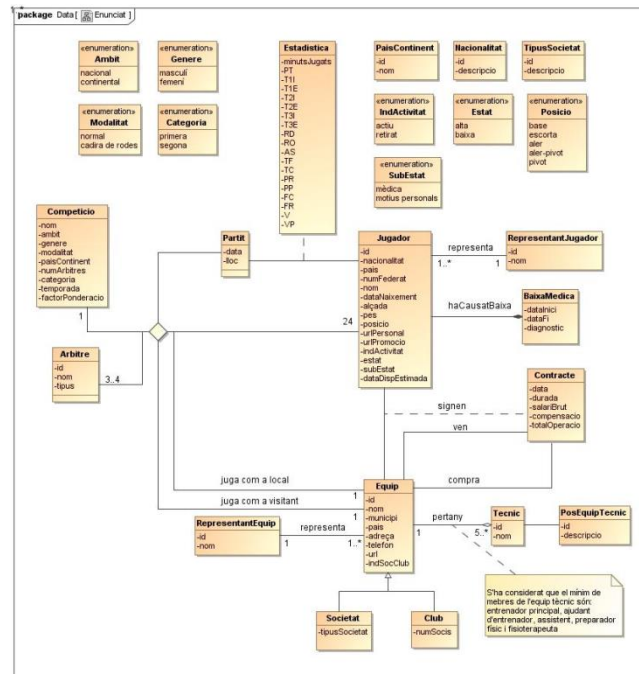 package Data [ Enunciat ]
«enumeration»
Ambit
nacional
continental
«enumeration»
Genere
masculí
femení
«enumeration»
Modalitat
normal
cadira de rodes
«enumeration»
Categoria
primera
segona
Estadistica
-minutsJugats
-PT
-T1I
-T1E
-T2I
-T2E
-T3I
-T3E
-RD
-RO
-AS
-TF
-TC
-PR
-PP
-FC
-FR
-V
-VP
PaisContinent
-id
-nom
Nacionalitat
-id
-descripcio
TipusSocietat
-id
-descripcio
«enumeration»
IndActivitat
actiu
retirat
«enumeration»
Estat
alta
baixa
«enumeration»
Posicio
base
escorta
aler
aler-pivot
pivot
«enumeration»
SubEstat
mèdica
motius personals
Competicio
-nom
-ambit
-genere
-modalitat
-paisContinent
-numArbitres
-categoria
-temporada
-factorPonderacio
1
Partit
-data
-lloc
Jugador
-id
-nacionalitat
-pais
-numFederat
-nom
-dataNaixement
-alçada
-pes
-posicio
-urlPersonal
-urlPromocio
-indActivitat
-estat
-subEstat
-dataDispEstimada
24
representa
1..*
1
RepresentantJugador
-id
-nom
haCausatBaixa
BaixaMedica
-dataInici
-dataFi
-diagnostic
Arbitre
-id
-nom
-tipus
3..4
Contracte
-data
-durada
-salariBrut
-compensacio
-totalOperacio
signen
ven
compra
juga com a local
1
juga com a visitant
1
Equip
-id
-nom
-municipi
-pais
-adreça
-telefon
-url
-indSocClub
RepresentantEquip
-id
-nom
representa
1
1..*
pertany
1
5..*
Tecnic
-id
-nom
PosEquipTecnic
-id
-descripcio
S'ha considerat que el mínim de
mebres de l'equip tècnic són:
entrenador principal, ajudant
d'entrenador, assistent, preparador
físic i fisioterapeuta
Societat
-tipusSocietat
Club
-numSocis